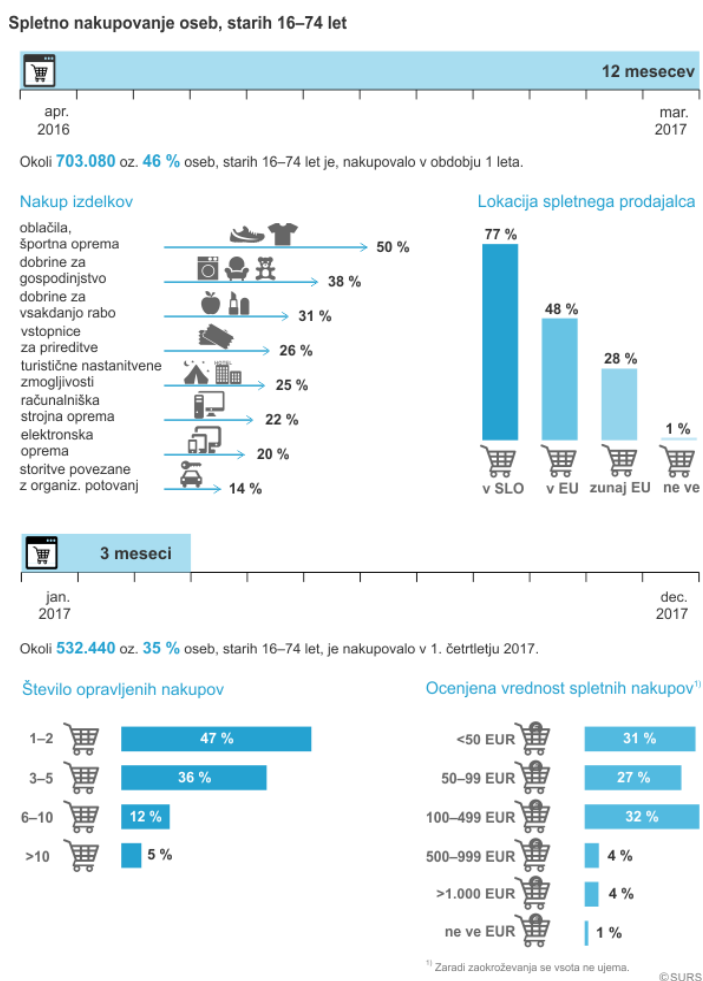 Spletno nakupovanje oseb, starih 16–74 let
12 mesecev
apr.
2016
mar.
2017
Okoli 703.080 oz. 46 % oseb, starih 16–74 let je, nakupovalo v obdobju 1 leta.
Nakup izdelkov
oblačila,
športna oprema
50 %
dobrine za
gospodinjstvo
38 %
dobrine za
vsakdanjo rabo
31 %
vstopnice
za prireditve
26 %
turistične nastanitvene
zmogljivosti
HOTEL
25 %
računalniška
strojna oprema
22 %
elektronska
oprema
20 %
storitve povezane
z organiz. potovanj
14 %
Lokacija spletnega prodajalca
77 %
48 %
28 %
1 %
v SLO
v EU
zunaj EU
ne ve
3 meseci
jan.
2017
dec.
2017
Okoli 532.440 oz. 35 % oseb, starih 16–74 let, je nakupovalo v 1. četrtletju 2017.
Število opravljenih nakupov
1–2
47 %
3–5
36 %
6–10
12 %
>10
5 %
Ocenjena vrednost spletnih nakupov¹⁾
<50 EUR
31 %
50–99 EUR
27 %
100–499 EUR
32 %
500–999 EUR
4 %
>1.000 EUR
4 %
ne ve EUR
1 %
¹⁾ Zaradi zaokroževanja se vsota ne ujema.
©SURS